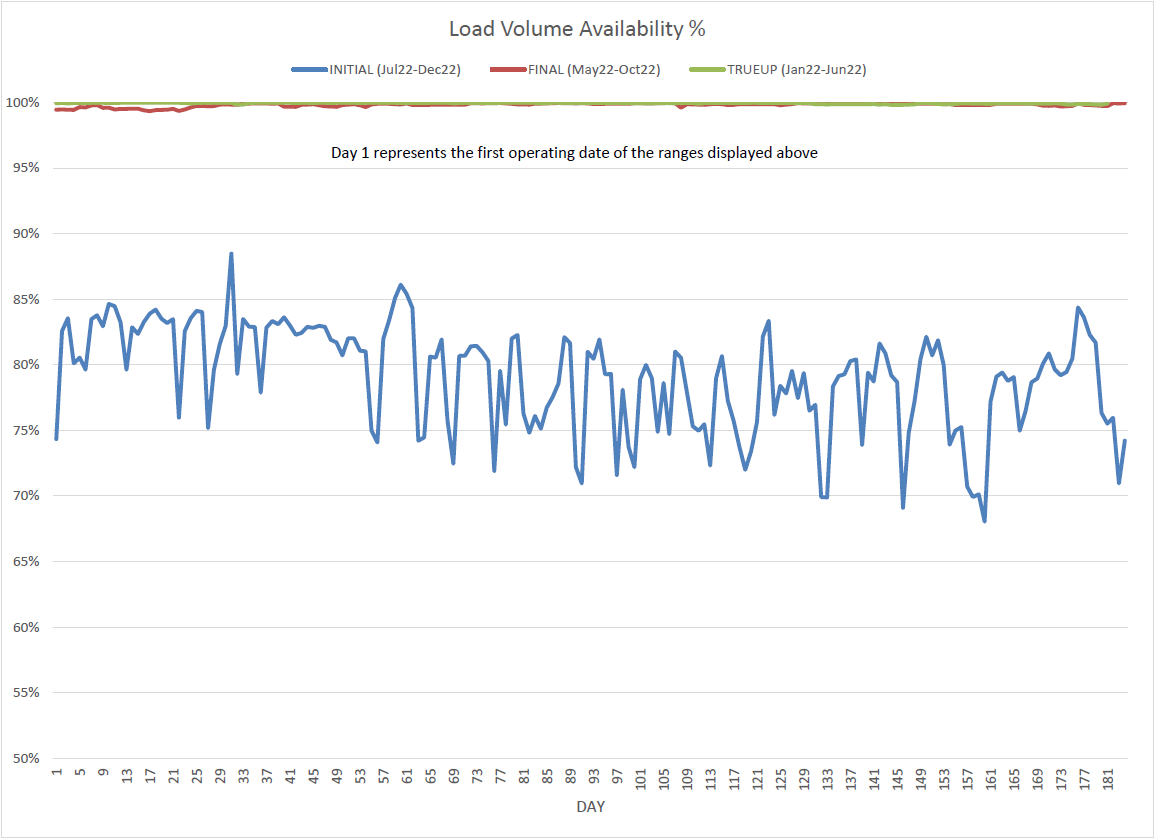 Load Volume Availability %
INITIAL (Jul22-Dec22) FINAL (May22-Oct22) TRUEUP (Jan22-Jun22)
100%
Day 1 represents the first operating date of the ranges displayed above
95%
90%
85%
80%
75%
70%
65%
60%
55%
50%
1 5 9 13 17 21 25 29 33 37 41 45 49 53 57 61 65 69 73 77 81 85 89 93 97 101 105 109 113 117 121 125 129 133 137 141 145 149 153 157 161 165 169 173 177 181
DAY